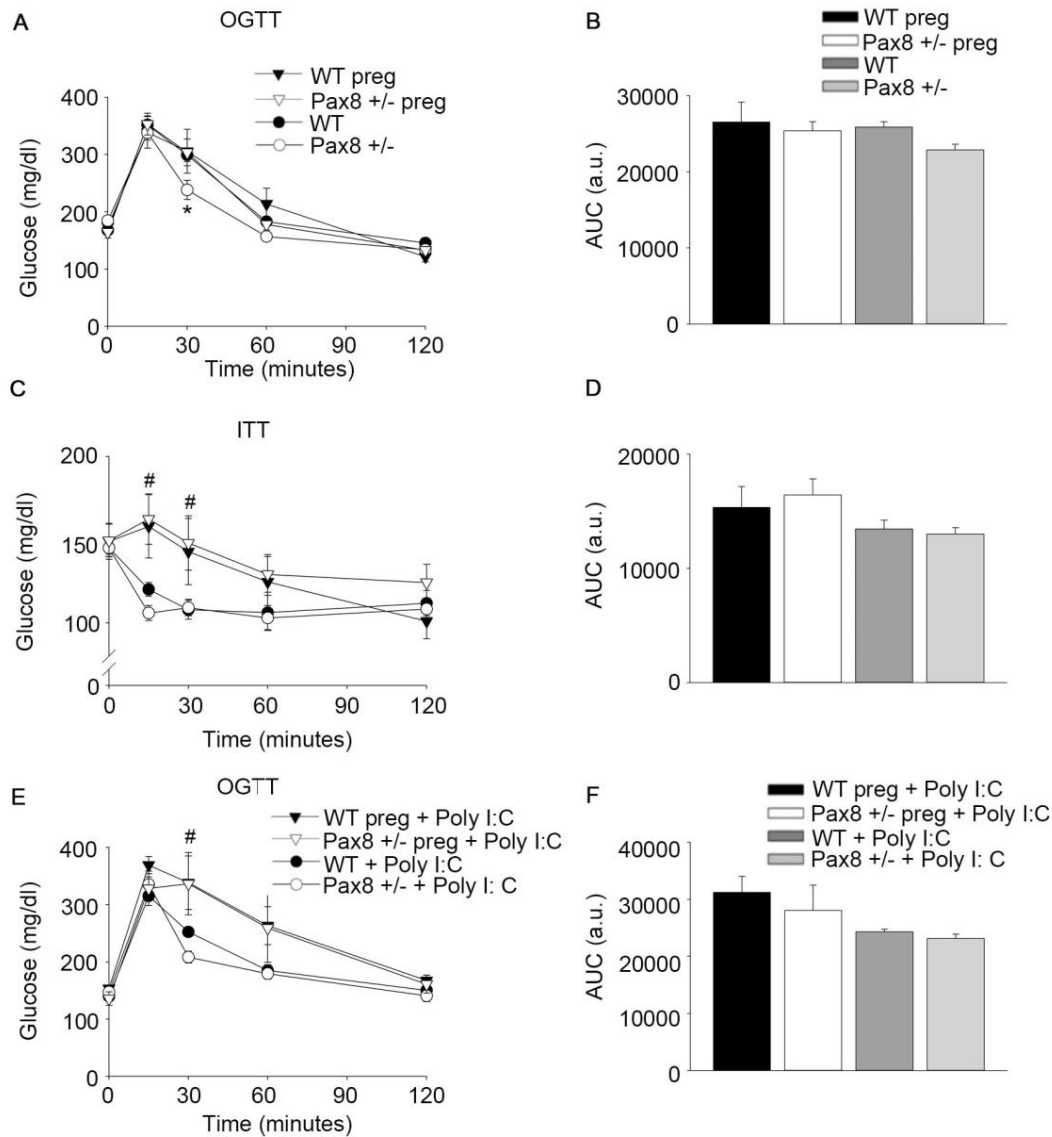 A
OGTT
WT preg
Pax8 +/- preg
WT
Pax8 +/-
400
300
200
100
0
Glucose (mg/dl)
*
0 30 60 90 120
Time (minutes)
B
WT preg
Pax8 +/- preg
WT
Pax8 +/-
30000
20000
10000
0
AUC (a.u.)
C
ITT
200
150
100
0
Glucose (mg/dl)
# #
0 30 60 90 120
Time (minutes)
D
20000
10000
0
AUC (a.u.)
E
OGTT
WT preg + Poly I:C
Pax8 +/- preg + Poly I:C
WT + Poly I:C
Pax8 +/- + Poly I: C
400
300
200
100
0
Glucose (mg/dl)
#
0 30 60 90 120
Time (minutes)
F
WT preg + Poly I:C
Pax8 +/- preg + Poly I:C
WT + Poly I:C
Pax8 +/- + Poly I: C
30000
20000
10000
0
AUC (a.u.)